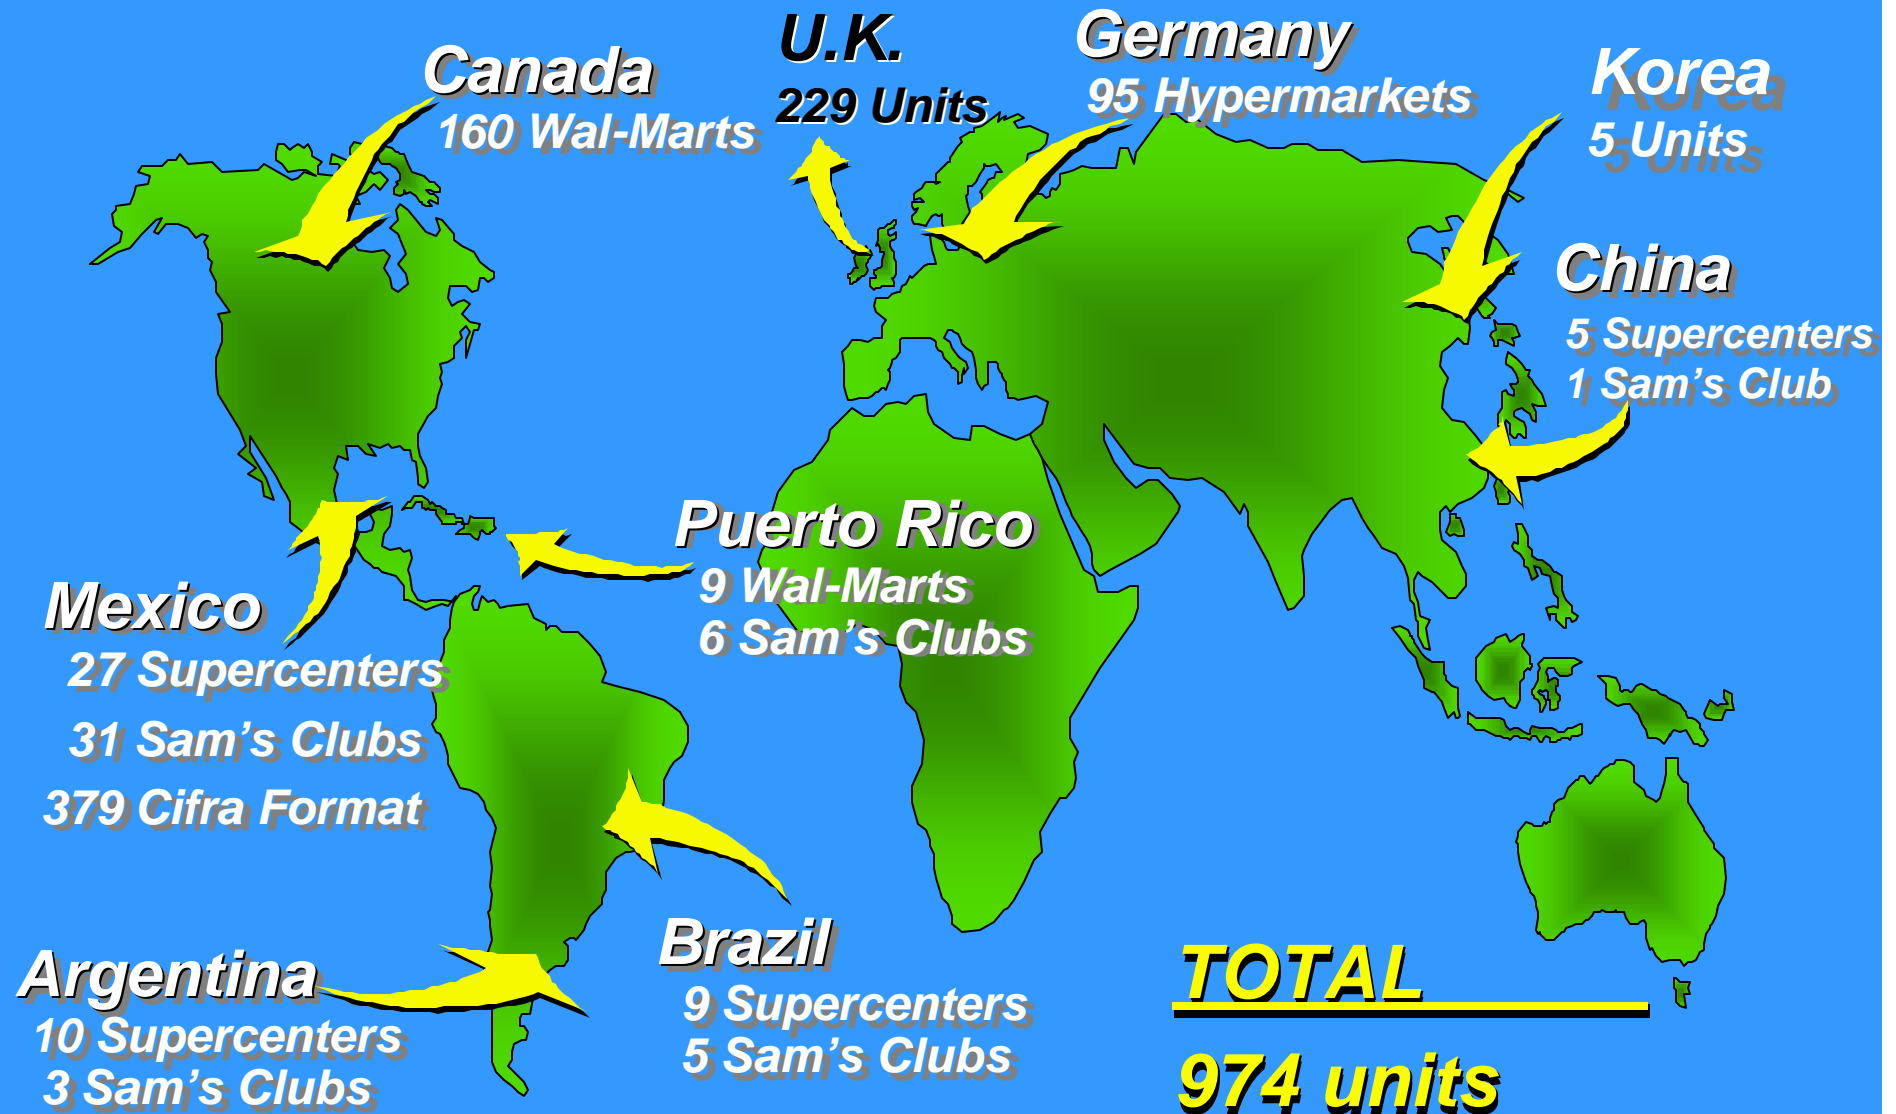 Canada
160 Wal-Marts
U.K.
229 Units
Germany
95 Hypermarkets
Korea
5 Units
China
5 Supercenters
1 Sam’s Club
Puerto Rico
9 Wal-Marts
6 Sam’s Clubs
Mexico
27 Supercenters
31 Sam’s Clubs
379 Cifra Format
Brazil
9 Supercenters
5 Sam’s Clubs
Argentina
10 Supercenters
3 Sam’s Clubs
TOTAL
974 units